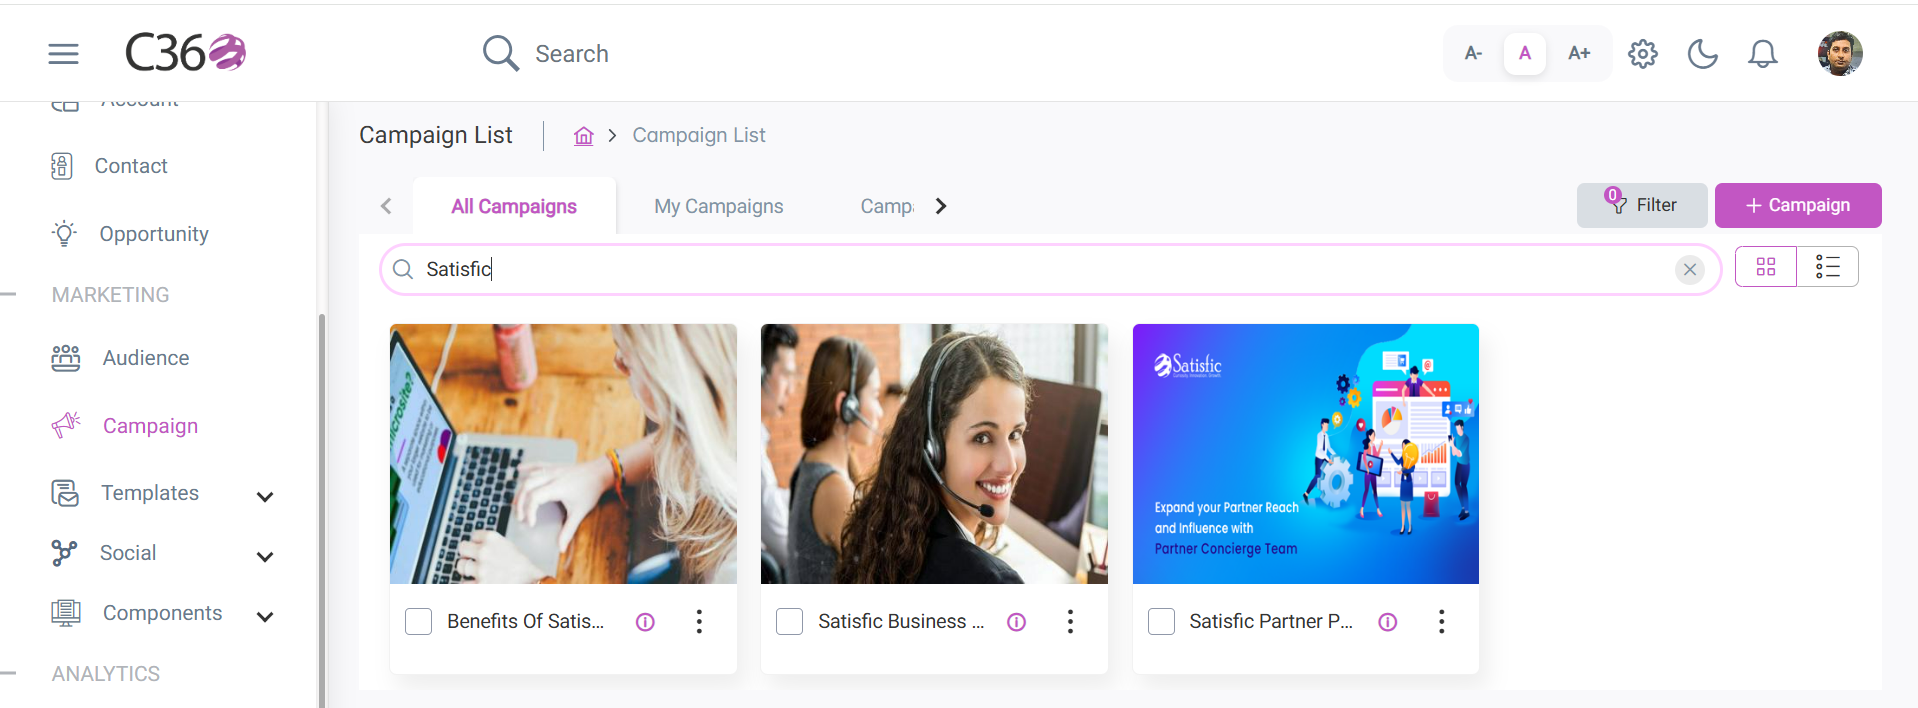 C360
Search
A-
A
A+
Account
Contact
Opportunity
MARKETING
Audience
Campaign
Templates
Social
Components
ANALYTICS
Campaign List
Campaign List
All Campaigns
My Campaigns
Camp
0
Filter
+ Campaign
Satisfic
microsite?
Satisfic
Expand your Partner Reach
and Influence with
Partner Concierge Team
Benefits Of Satis...
Satisfic Business ...
Satisfic Partner P...